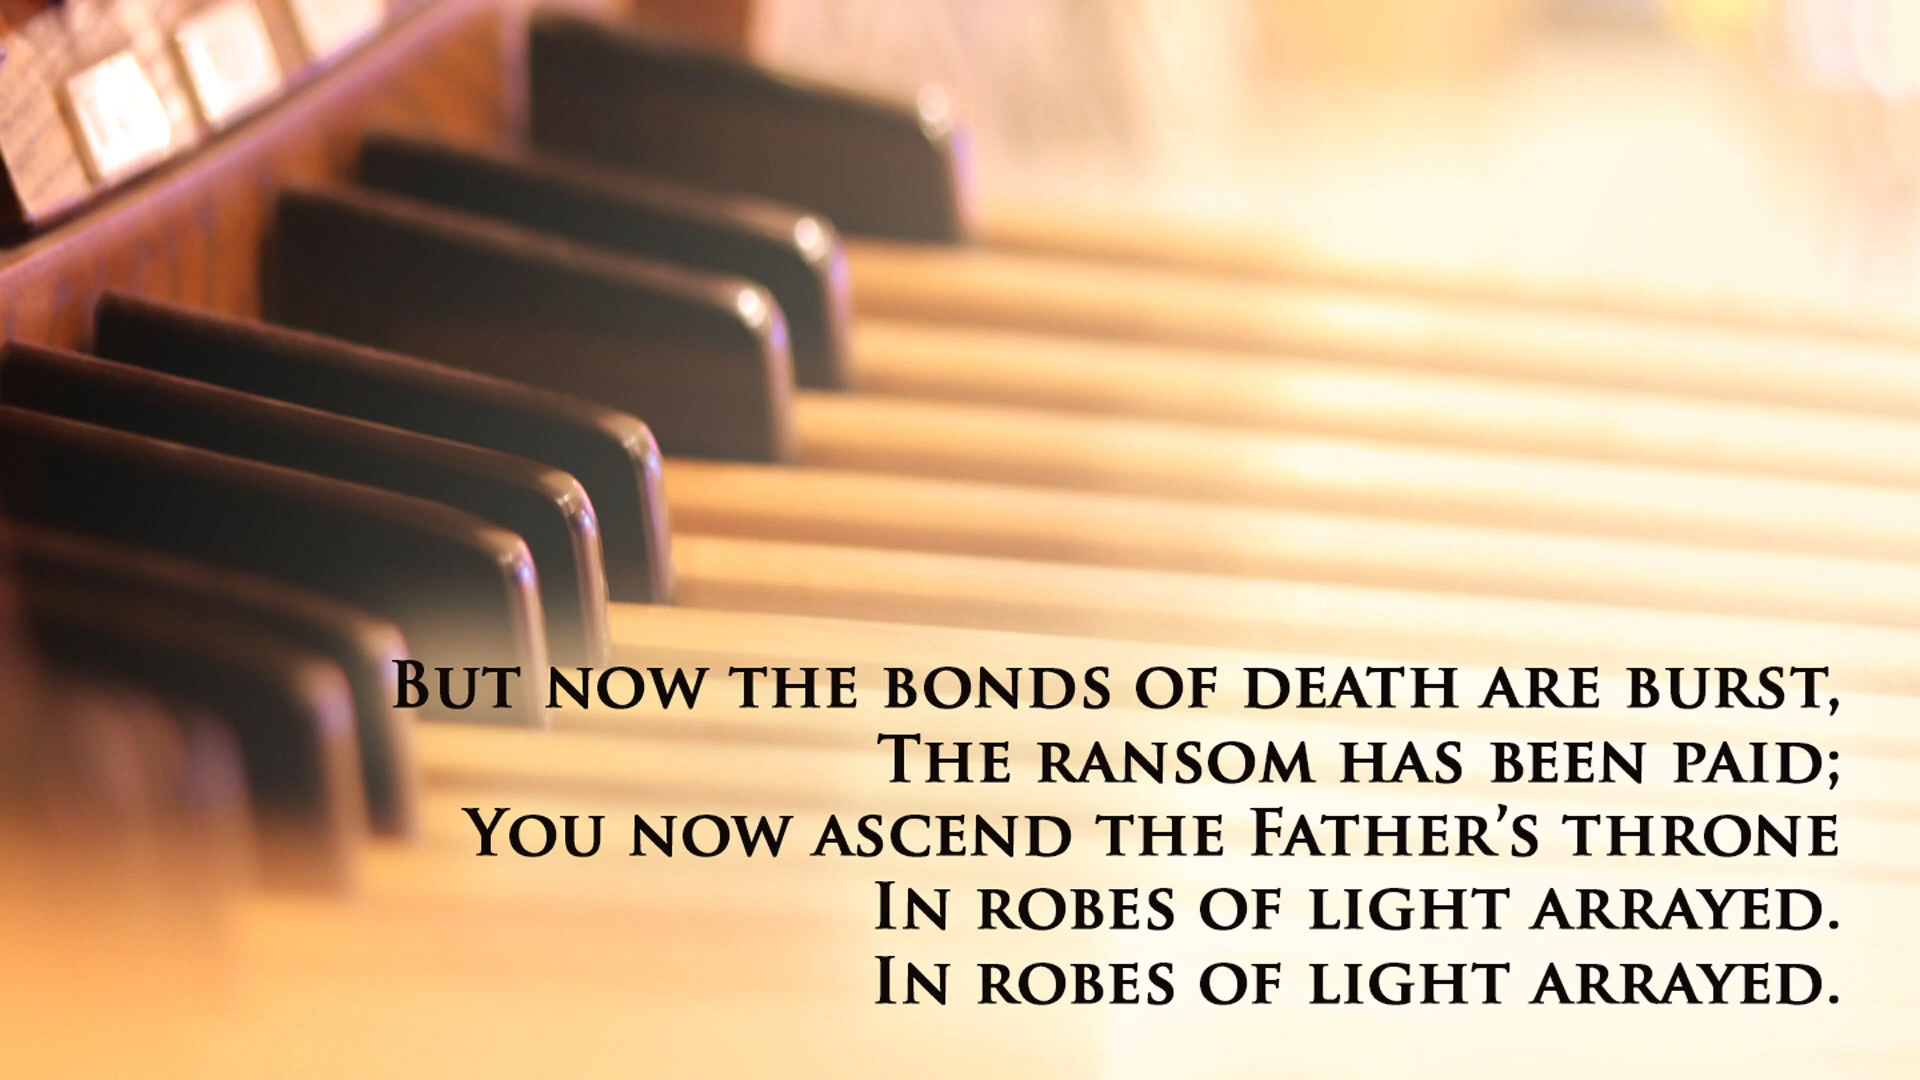 But now the bonds of death are burst,
The ransom has been paid;
You now ascend the Father’s throne
In robes of light arrayed.
In robes of light arrayed.